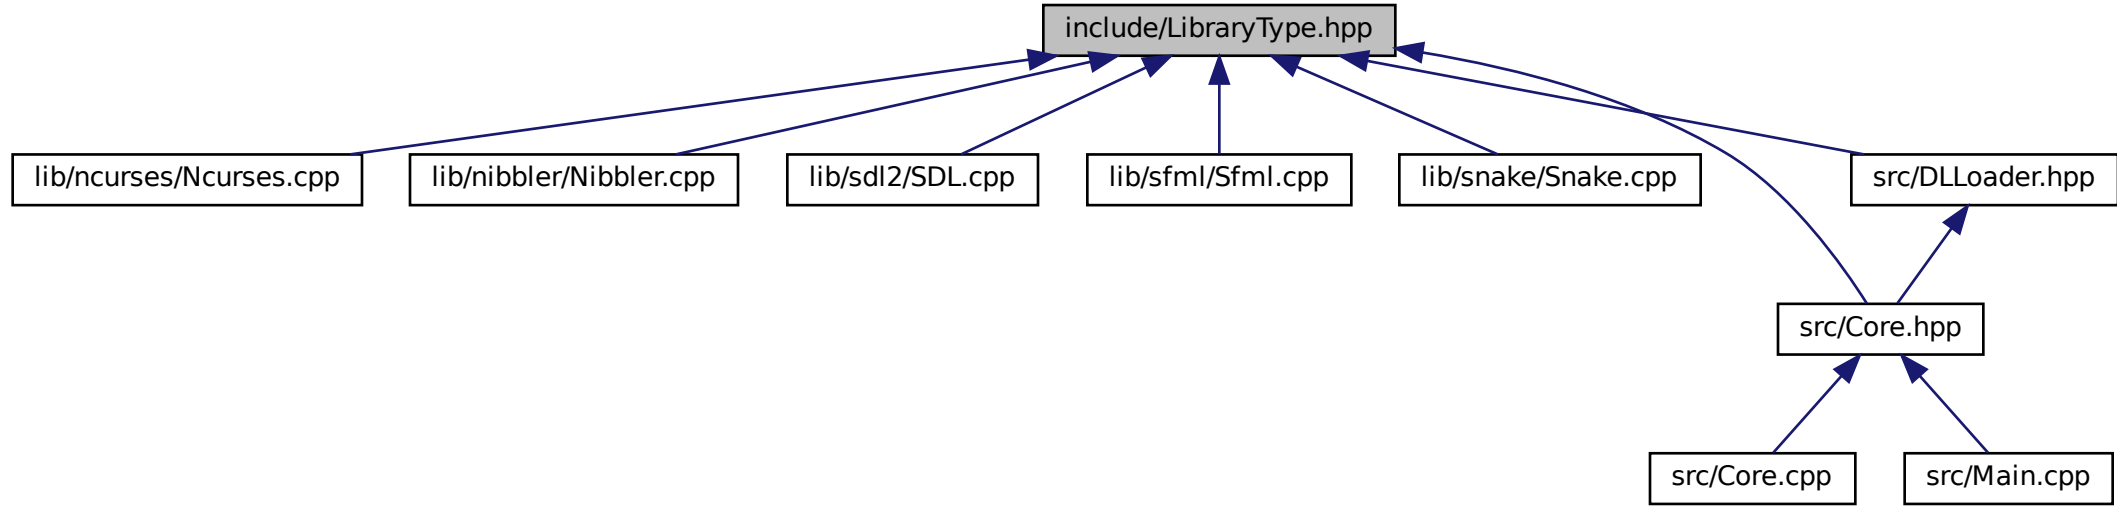 include/LibraryType.hpp
lib/ncurses/Ncurses.cpp
lib/nibbler/Nibbler.cpp
lib/sdl2/SDL.cpp
lib/sfml/Sfml.cpp
lib/snake/Snake.cpp
src/DLLoader.hpp
src/Core.hpp
src/Core.cpp
src/Main.cpp